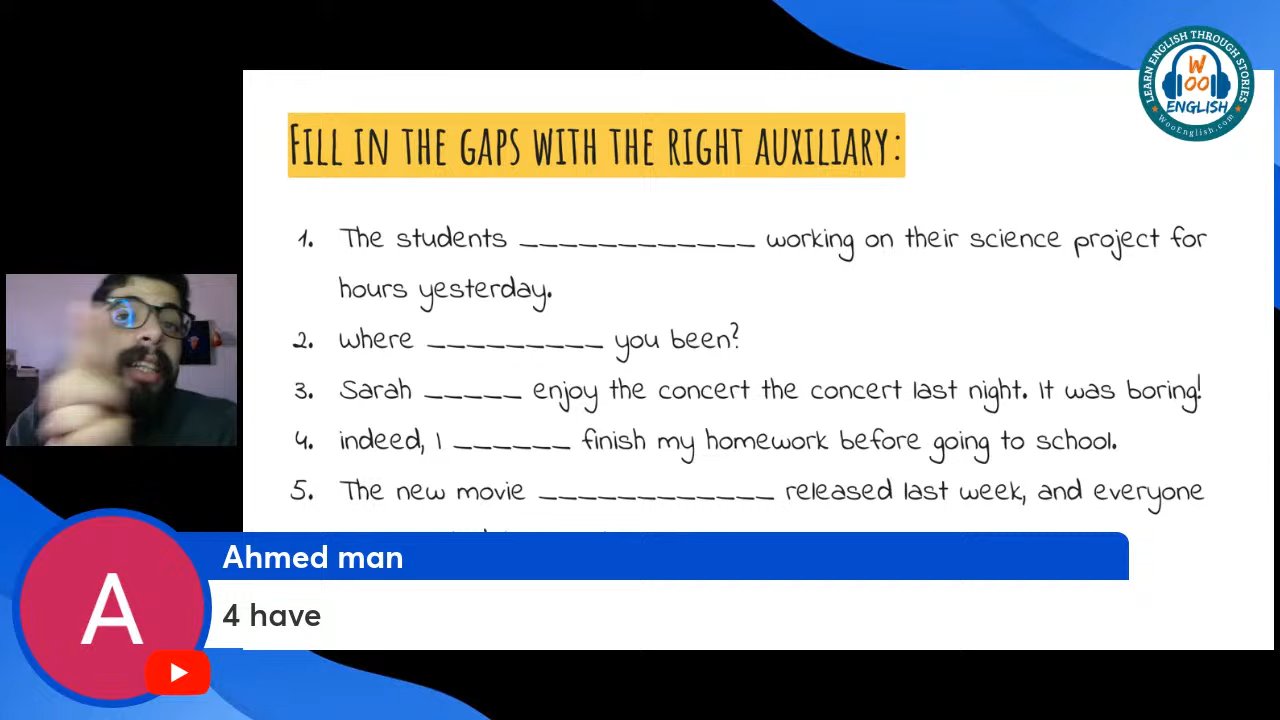 LEARN ENGLISH THROUGH STORIES
WOO
ENGLISH
WooEnglish.com
FILL IN THE GAPS WITH THE RIGHT AUXILIARY:
1. The students ____________ working on their science project for
hours yesterday.
2. where _________ you been?
3. Sarah _____ enjoy the concert the concert last night. It was boring!
4. indeed, I ______ finish my homework before going to school.
5. The new movie ____________ released last week, and everyone
Ahmed man
A
4 have